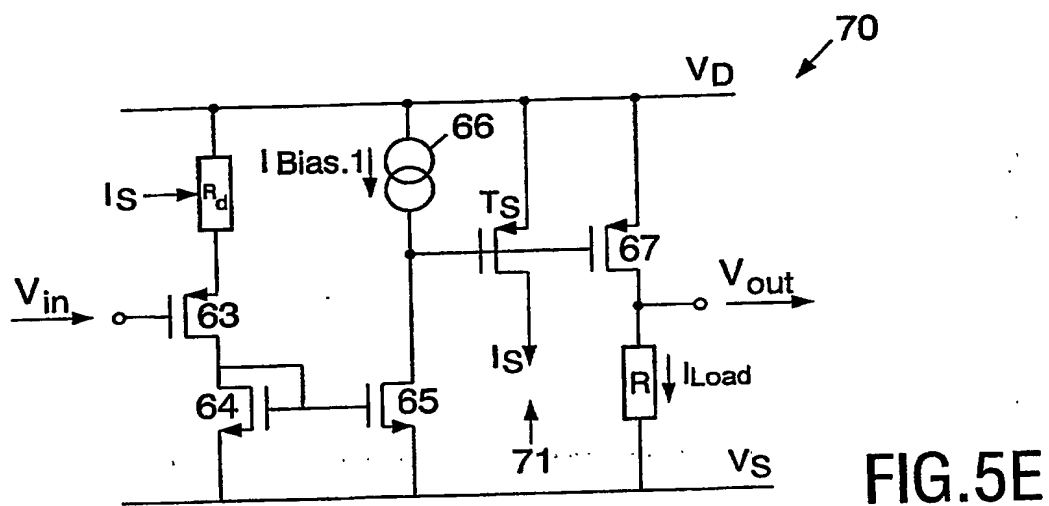 70
VD
66
I Bias.1
IS
Rd
TS
67
Vin
63
Vout
IS
R
ILoad
64
65
71
VS
FIG.5E